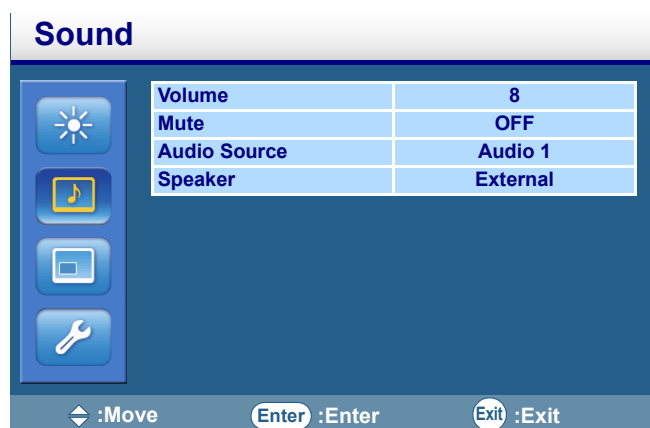 Sound
Volume 8
Mute OFF
Audio Source Audio 1
Speaker External
:Move Enter :Enter Exit :Exit